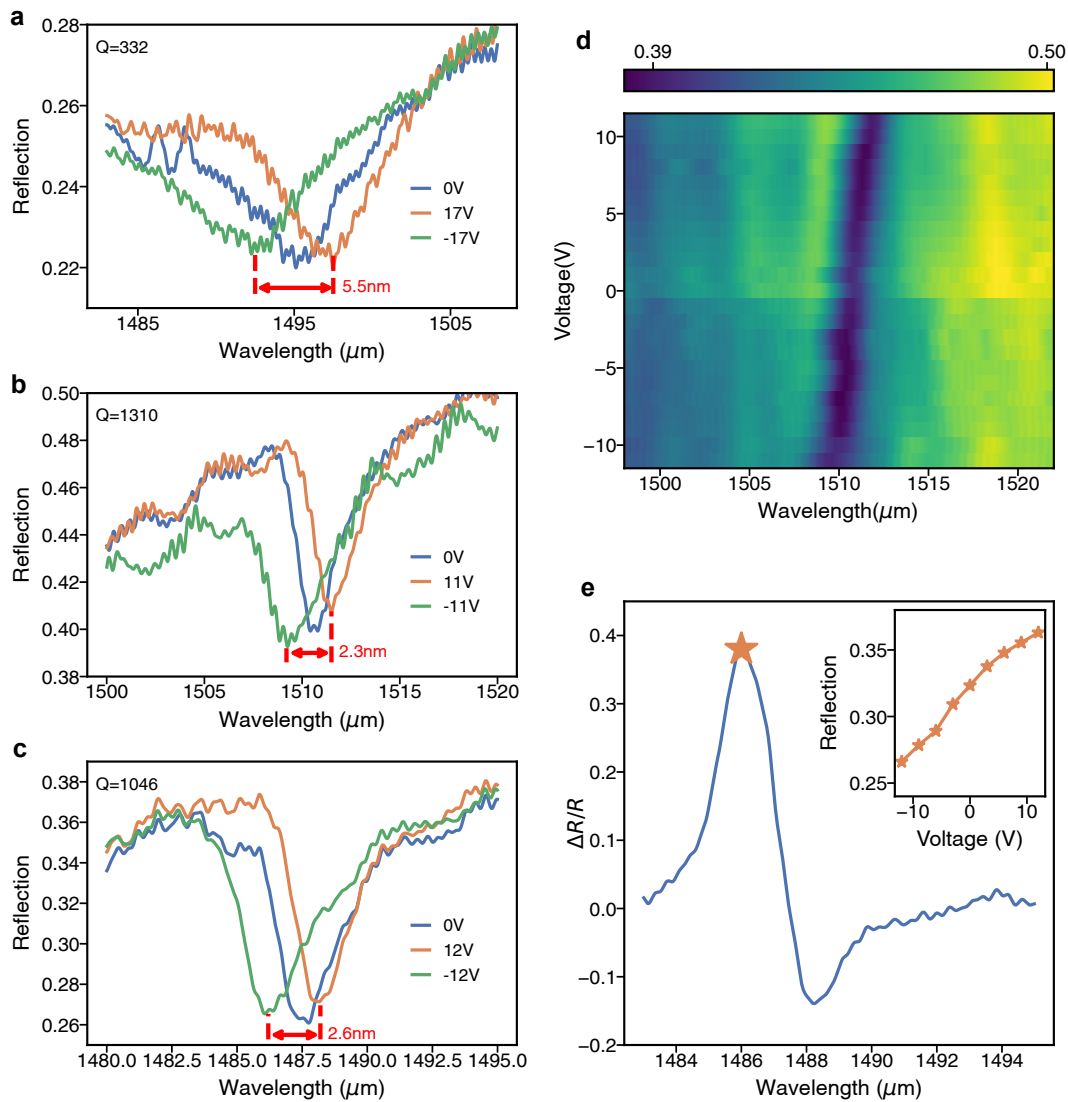 a
0.28
0.26
0.24
0.22
Reflection
Q=332
0V
17V
-17V
5.5nm
1485
1495
1505
Wavelength (μm)
b
0.50
0.48
0.46
0.44
0.42
0.40
0.38
Reflection
Q=1310
0V
11V
-11V
2.3nm
1500
1505
1510
1515
1520
Wavelength (μm)
c
0.38
0.36
0.34
0.32
0.30
0.28
0.26
Reflection
Q=1046
0V
12V
-12V
2.6nm
1480.0
1482.5
1485.0
1487.5
1490.0
1492.5
1495.0
Wavelength (μm)
d
0.39
0.50
10
5
0
−5
−10
Voltage(V)
1500
1505
1510
1515
1520
Wavelength(μm)
e
0.4
0.3
0.2
0.1
0.0
−0.1
−0.2
ΔR/R
1484
1486
1488
1490
1492
1494
Wavelength (μm)
0.35
0.30
0.25
Reflection
−10
0
10
Voltage (V)